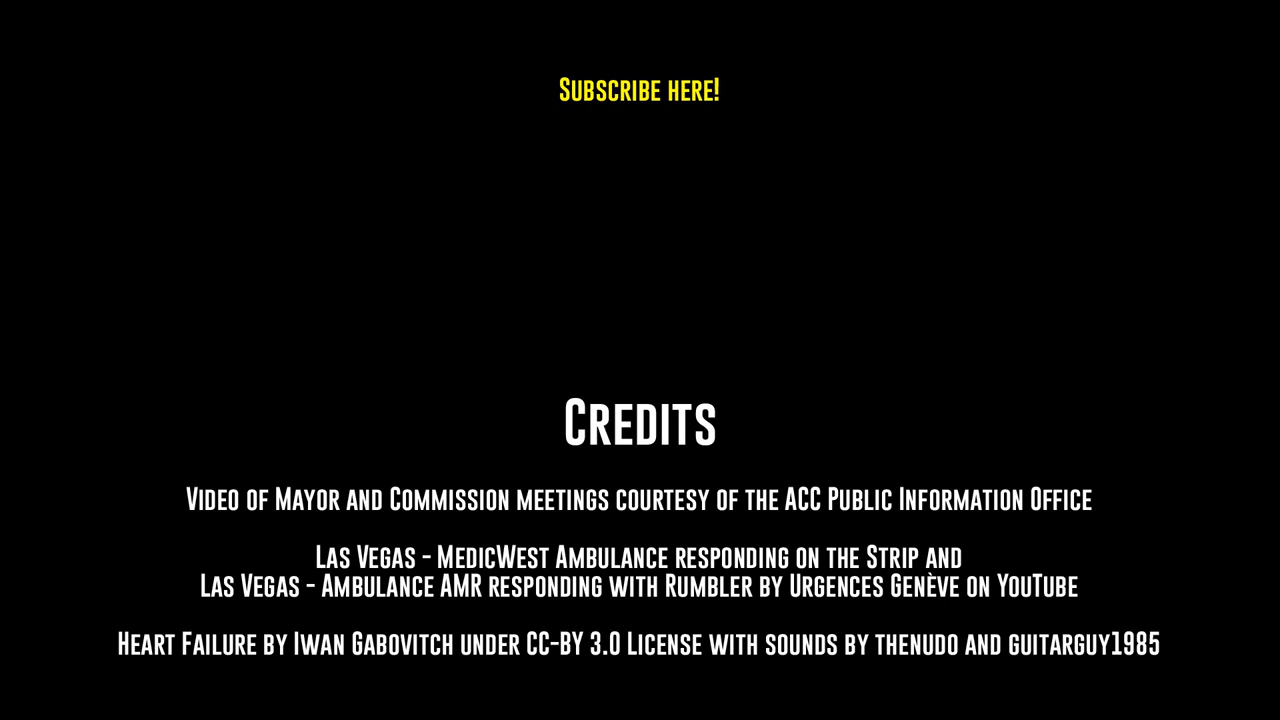 Subscribe here!
Credits
Video of Mayor and Commission meetings courtesy of the ACC Public Information Office
Las Vegas - MedicWest Ambulance responding on the Strip and
Las Vegas - Ambulance AMR responding with Rumbler by Urgences Genève on YouTube
Heart Failure by Iwan Gabovitch under CC-BY 3.0 License with sounds by thenudo and guitarguy1985